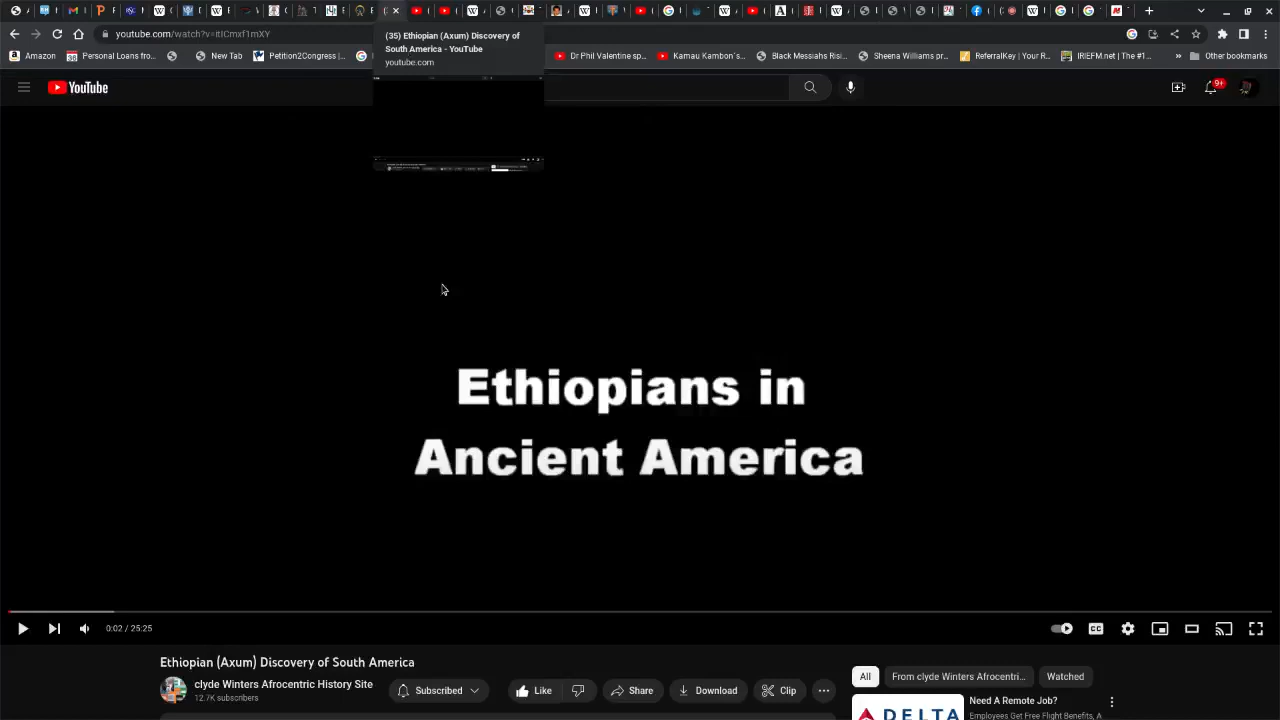 youtube.com/watch?v=ttCmxf1mXY
(35) Ethiopian (Axum) Discovery of
South America - YouTube
youtube.com
Amazon
Personal Loans fro...
New Tab
Petition2Congress |...
Dr Phil Valentine sp...
Kamau Kambon's...
Black Messiahs Risi...
Sheena Williams pr...
ReferralKey | Your R...
IRIEFM.net | The #1...
»
Other bookmarks
YouTube
9+
Ethiopians in
Ancient America
0:02 / 25:25
CC
Ethiopian (Axum) Discovery of South America
clyde Winters Afrocentric History Site
12.7K subscribers
Subscribed
Like
Share
Download
Clip
All
From clyde Winters Afrocentri...
Watched
DELTA
Need A Remote Job?
Employees Get Free Flight Benefits, A